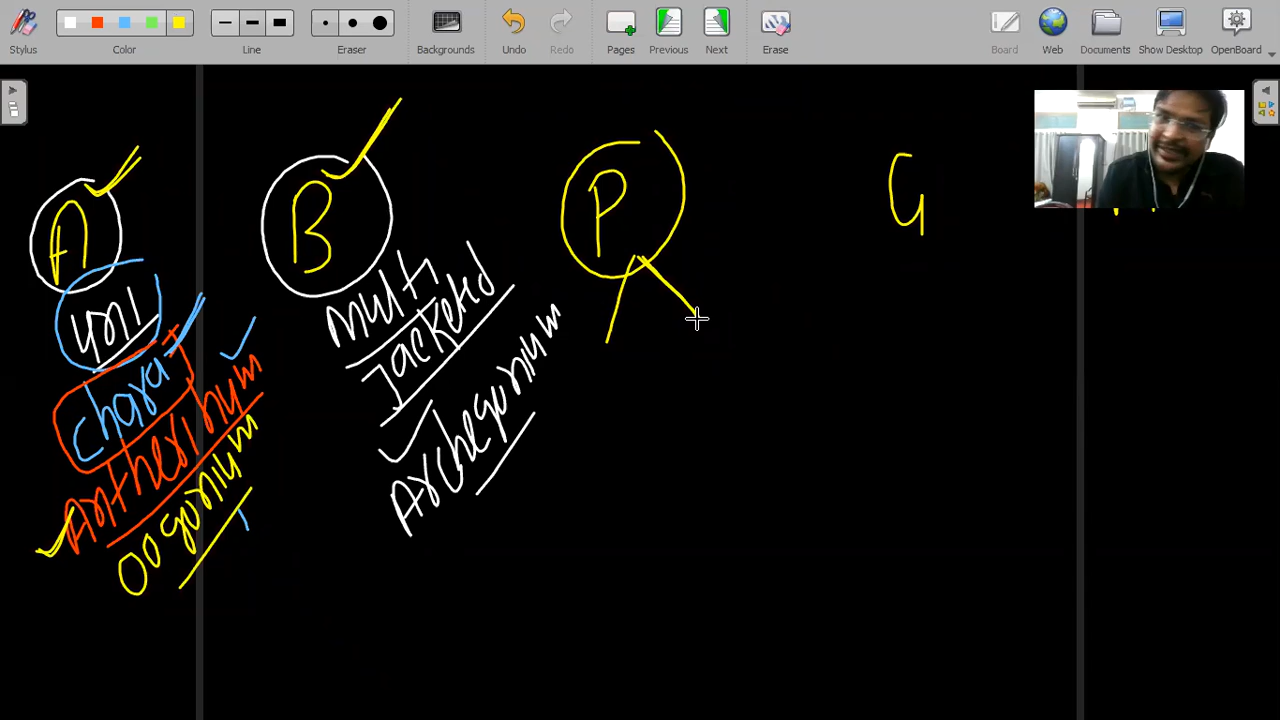 Stylus
Color
Line
Eraser
Backgrounds
Undo
Redo
Pages
Previous
Next
Erase
Board
Web
Documents
Show Desktop
OpenBoard
A
uni
chara
Antheridium
oogonium
B
Multi
Jacketed
Archegonium
P
G